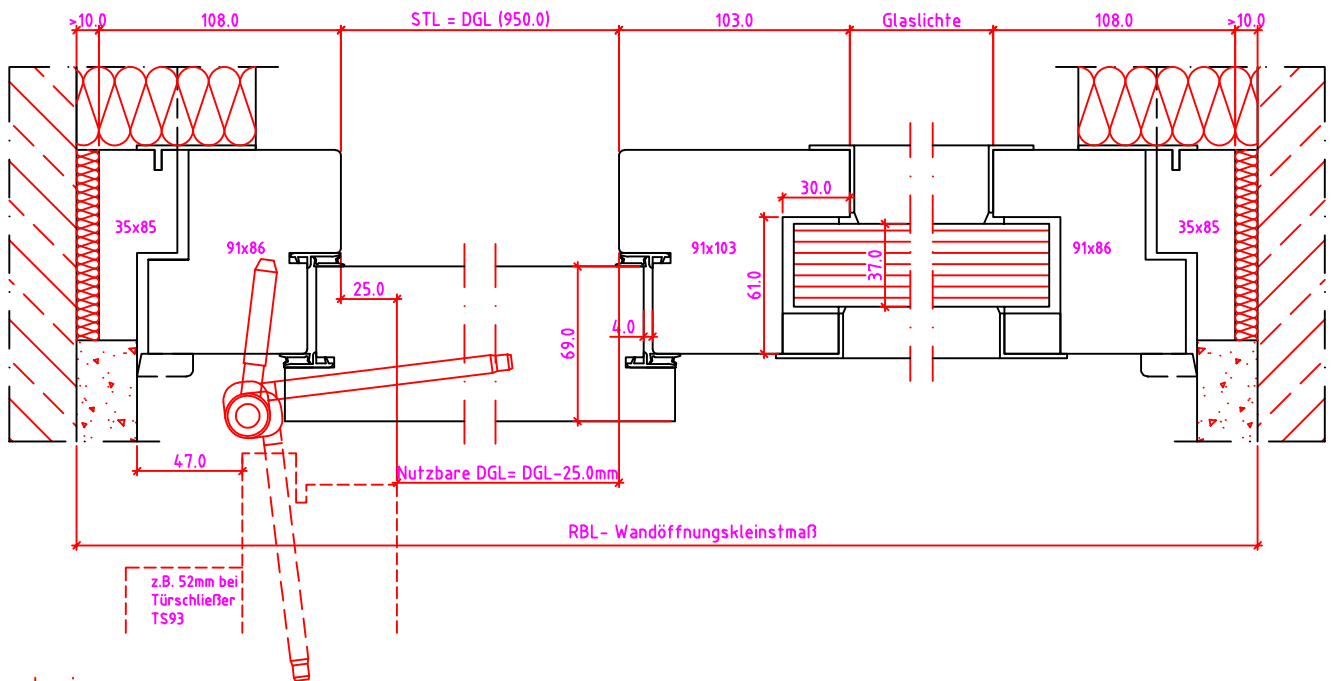 >10.0
108.0
STL = DGL (950.0)
103.0
Glaslichte
108.0
>10.0
30.0
35x85
91x86
91x103
91x86
35x85
61.0
37.0
25.0
4.0
69.0
47.0
Nutzbare DGL= DGL-25.0mm
RBL- Wandöffnungskleinstmaß
z.B. 52mm bei
Türschließer
TS93